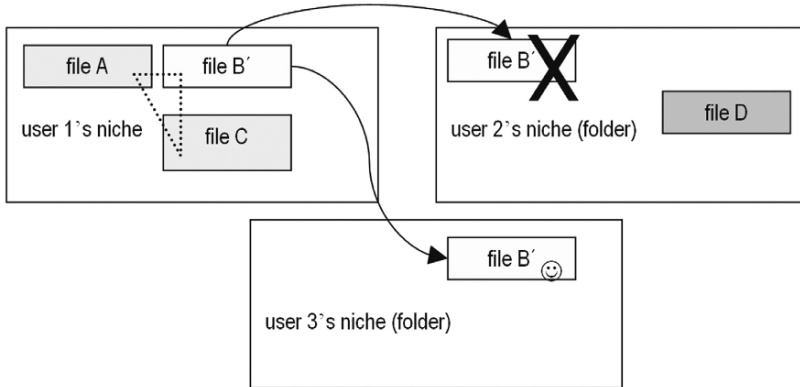 file A
file B´
user 1`s niche
file C
file B´
user 2`s niche (folder)
file D
file B´
user 3`s niche (folder)